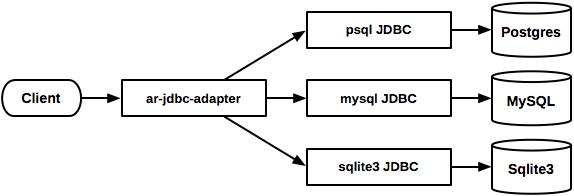 psql JDBC
Postgres
Client
ar-jdbc-adapter
mysql JDBC
MySQL
sqlite3 JDBC
Sqlite3